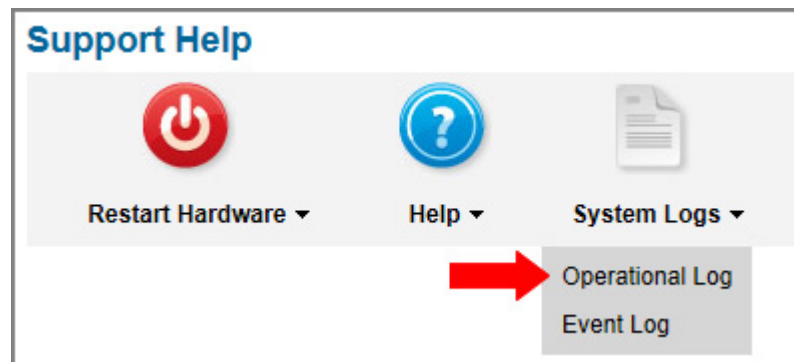 Support Help
?
Restart Hardware
Help
System Logs
Operational Log
Event Log